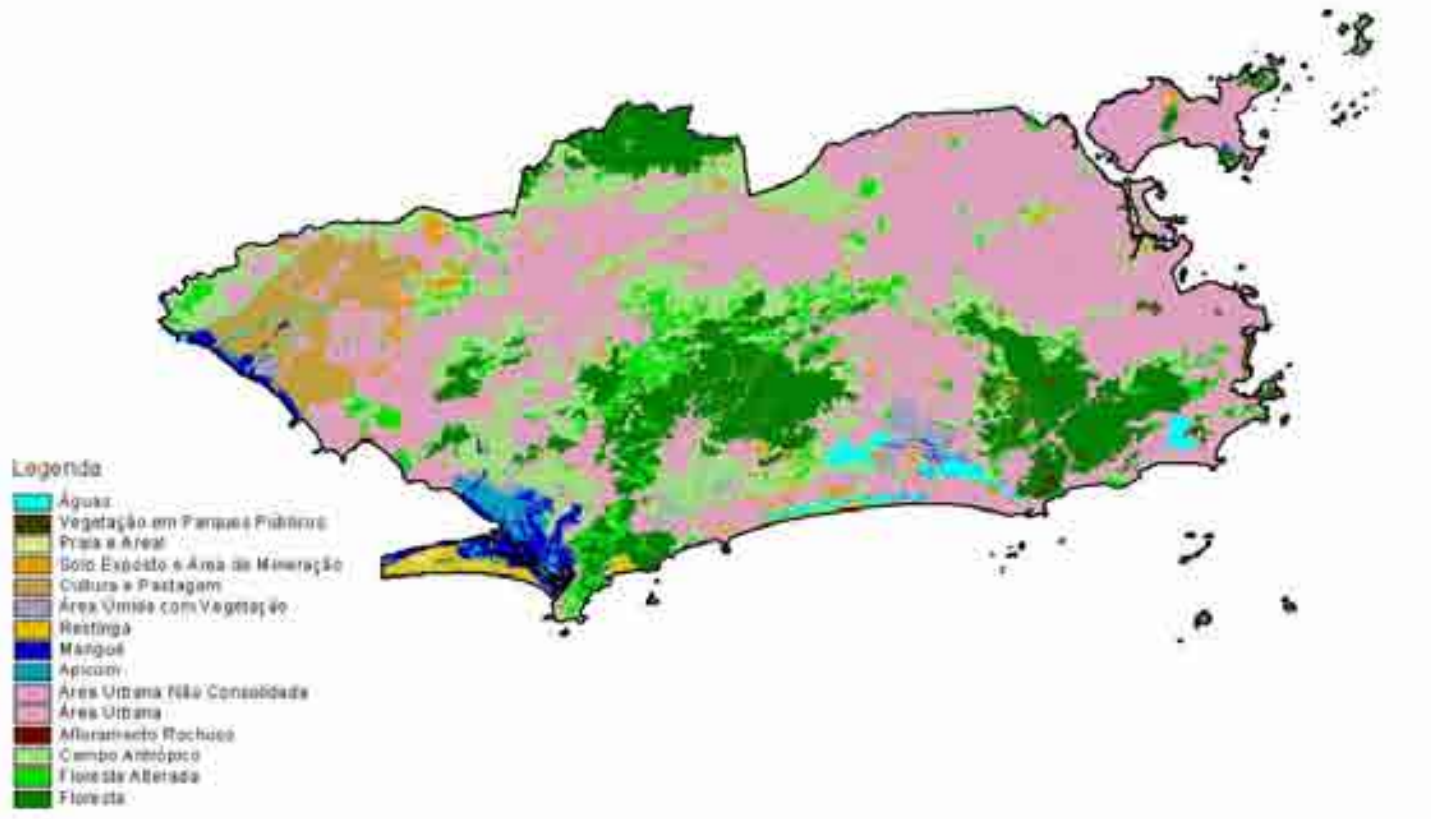 Legenda
Águas
Vegetação em Parques Públicos
Praia e Areal
Solo Exposto e Área de Mineração
Cultura e Pastagem
Área Úmida com Vegetação
Restinga
Mangue
Apicum
Área Urbana Não Consolidada
Área Urbana
Afloramento Rochoso
Campo Antrópico
Floresta Alterada
Floresta